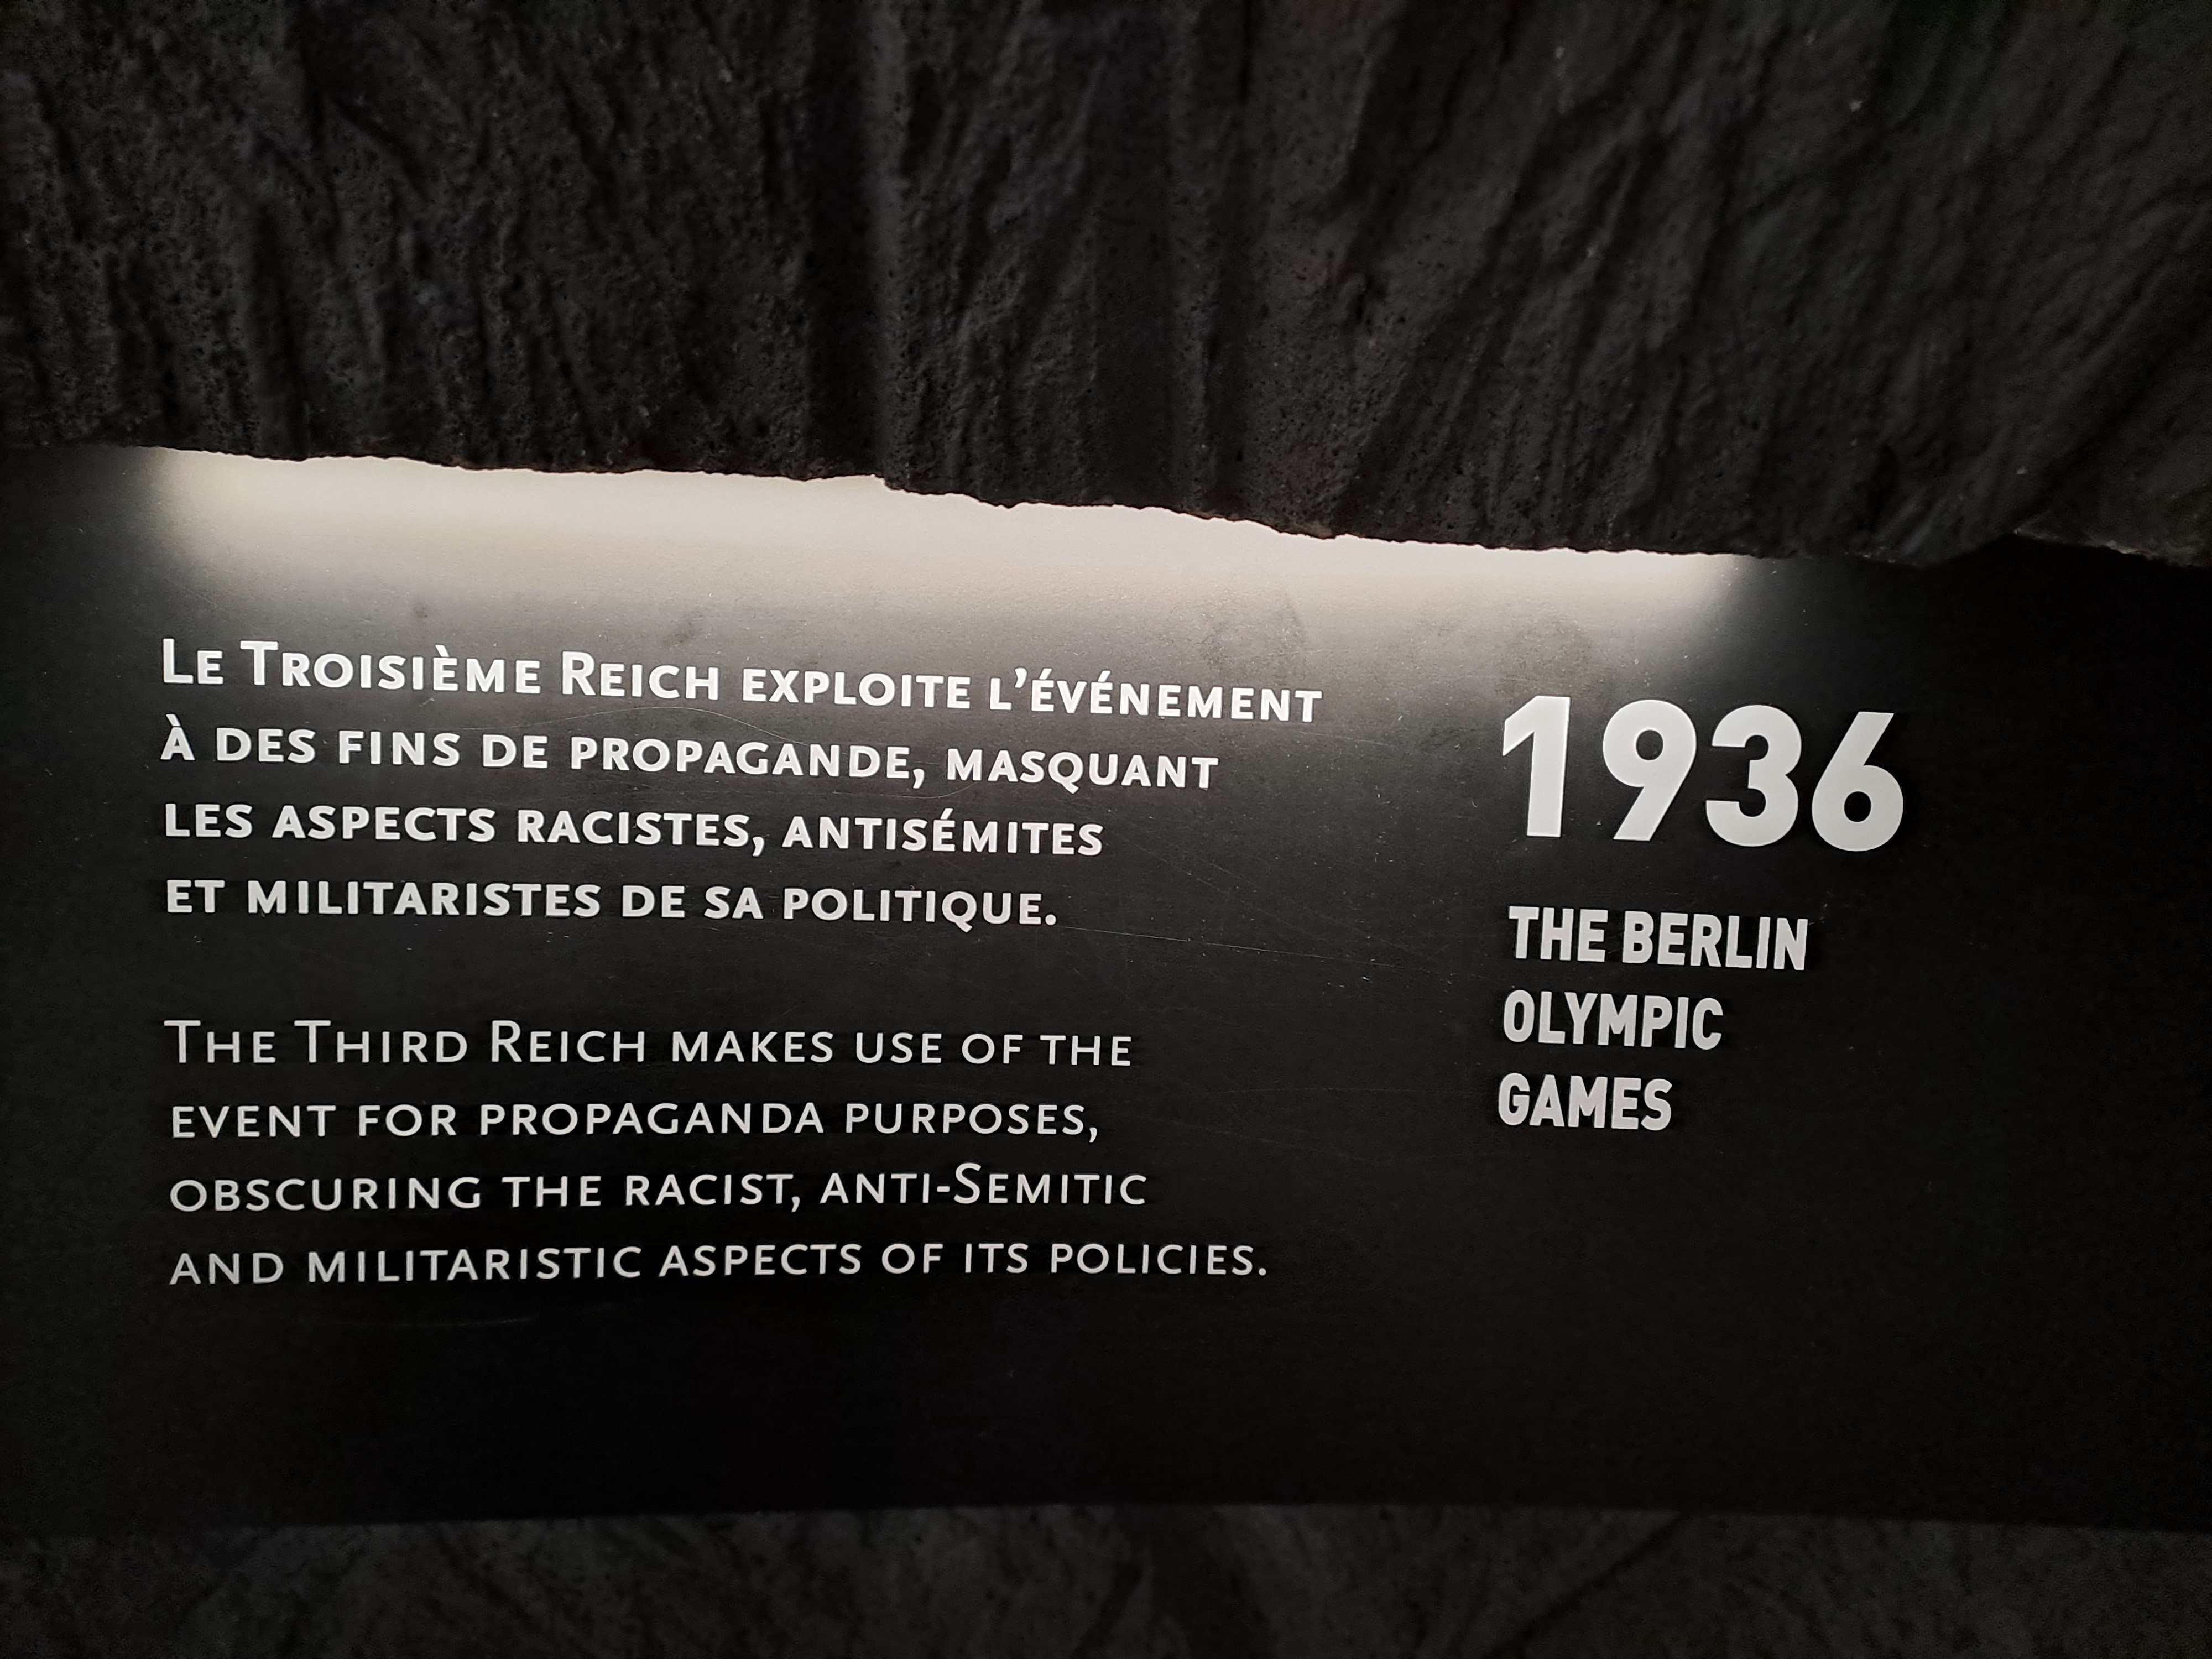 Le Troisième Reich exploite l'événement
à des fins de propagande, masquant
les aspects racistes, antisémites
et militaristes de sa politique.
The Third Reich makes use of the
event for propaganda purposes,
obscuring the racist, anti-Semitic
and militaristic aspects of its policies.
1936
THE BERLIN
OLYMPIC
GAMES